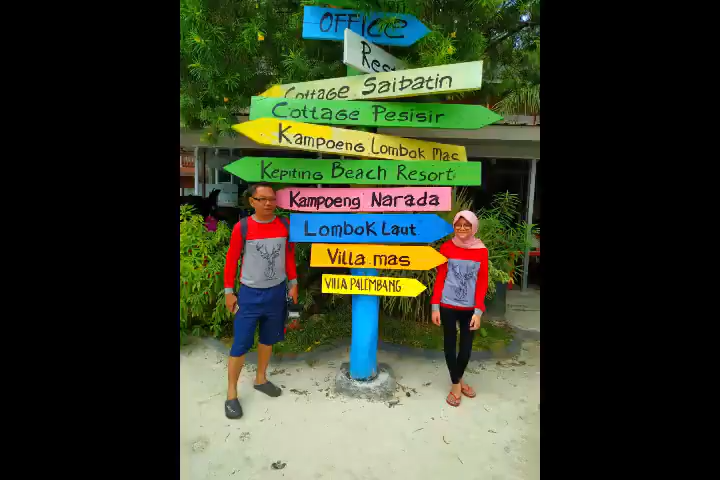 OFFICE
Cottage Saibatin
Cottage Pesisir
Kampoeng Lombok Mas
Kepiting Beach Resort
Kampoeng Narada
Lombok Laut
Villa mas
VILLA PALEMBANG